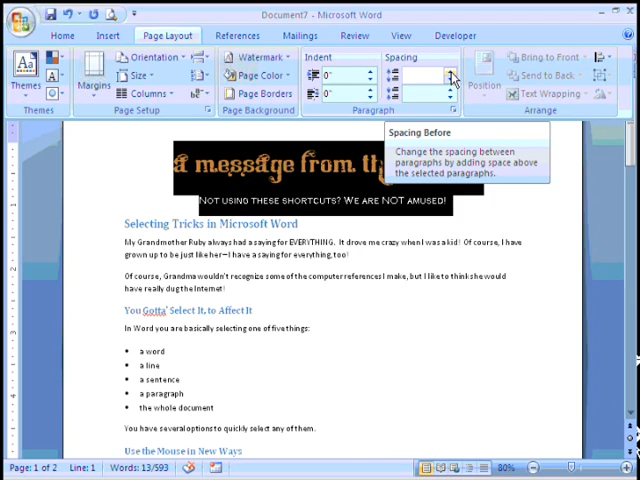 Document7 - Microsoft Word
Home Insert Page Layout References Mailings Review View Developer
Themes
Margins
Orientation
Size
Columns
Watermark
Page Color
Page Borders
Indent
0"
0"
Spacing
Position
Bring to Front
Send to Back
Text Wrapping
Themes Page Setup Page Background Paragraph Arrange
Spacing Before
Change the spacing between
paragraphs by adding space above
the selected paragraphs.
a message from th
Not using these shortcuts? We are NOT amused!
Selecting Tricks in Microsoft Word
My Grandmother Ruby always had a saying for EVERYTHING. It drove me crazy when I was a kid! Of course, I have
grown up to be just like her—I have a saying for everything, too!
Of course, Grandma wouldn't recognize some of the computer references I make, but I like to think she would
have really dug the Internet!
You Gotta' Select It, to Affect It
In Word you are basically selecting one of five things:
• a word
• a line
• a sentence
• a paragraph
• the whole document
You have several options to quickly select any of them.
Use the Mouse in New Ways
Page: 1 of 2 Line: 1 Words: 13/593 80%